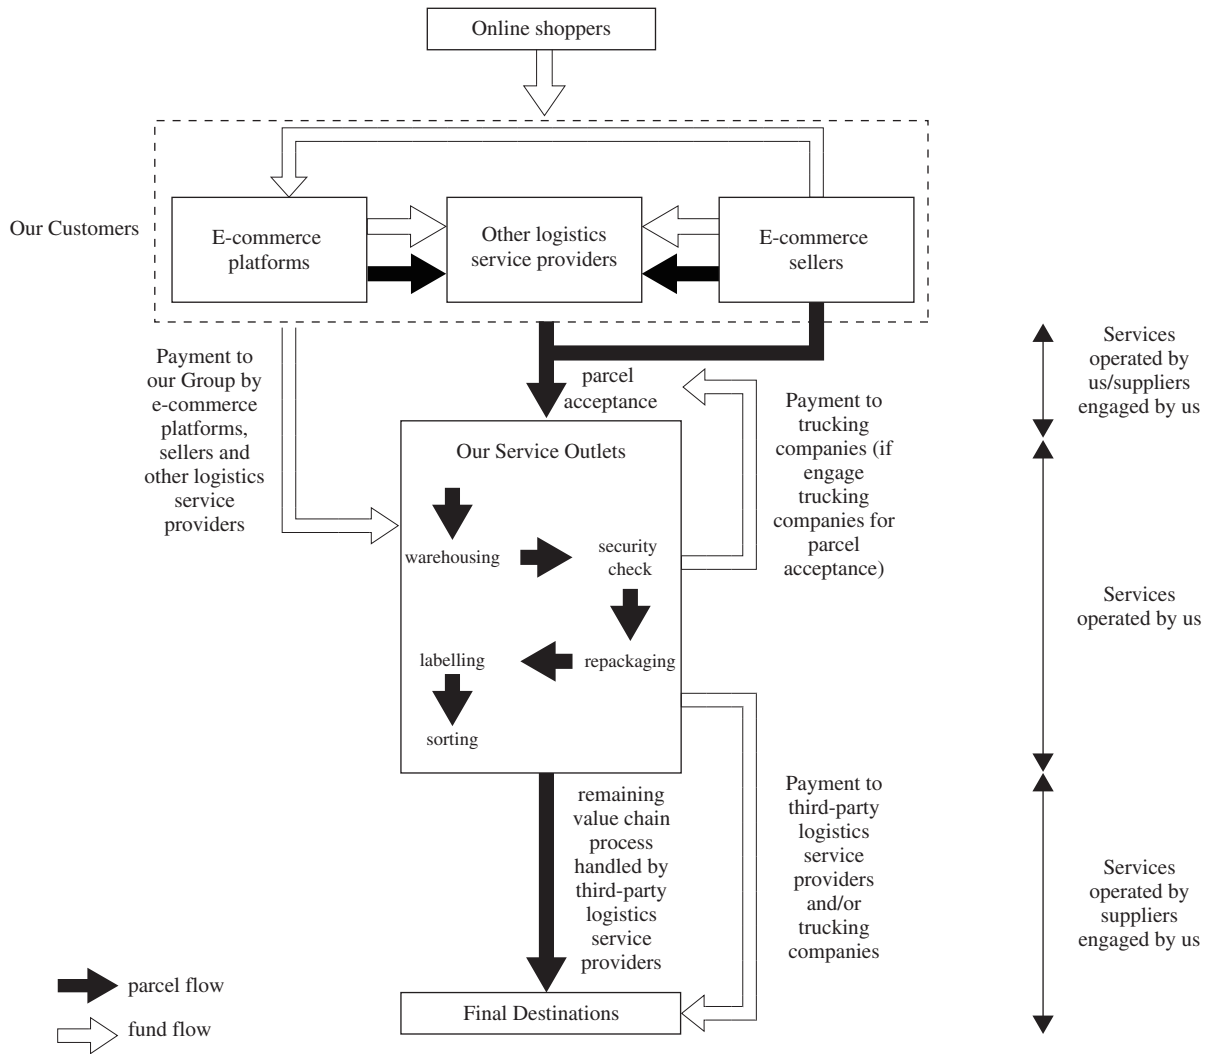 Online shoppers
Our Customers
E-commerce
platforms
Other logistics
service providers
E-commerce
sellers
Payment to
our Group by
e-commerce
platforms,
sellers and
other logistics
service
providers
parcel
acceptance
Payment to
trucking
companies (if
engage
trucking
companies for
parcel
acceptance)
Services
operated by
us/suppliers
engaged by us
Our Service Outlets
warehousing
security
check
repackaging
labelling
sorting
Services
operated by us
remaining
value chain
process
handled by
third-party
logistics
service
providers
Payment to
third-party
logistics
service
providers
and/or
trucking
companies
Services
operated by
suppliers
engaged by us
Final Destinations
parcel flow
fund flow